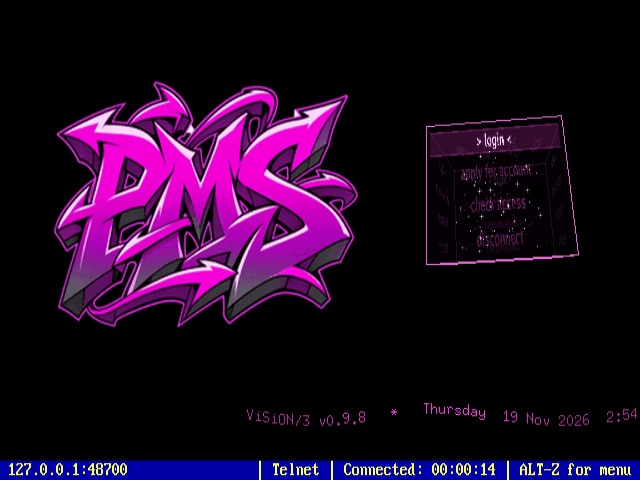 PMS
> login <
apply for account
check access
disconnect
ViSiON/3 v0.9.8 * Thursday 19 Nov 2026 2:54
127.0.0.1:48700 | Telnet | Connected: 00:00:14 | ALT-Z for menu